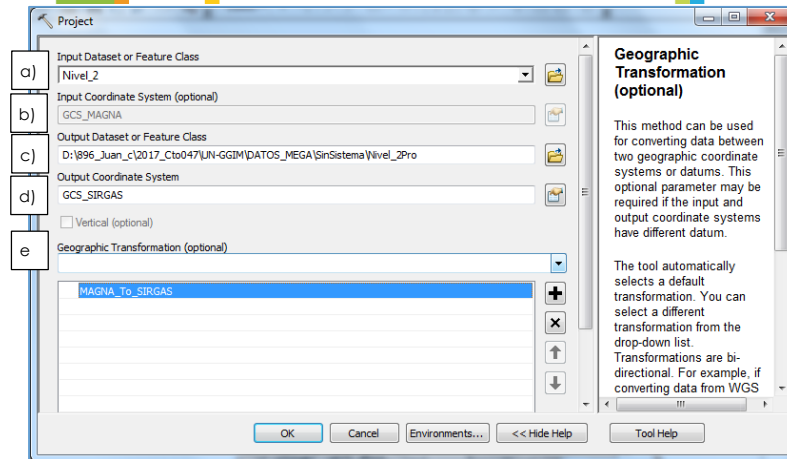 Project
a)
Input Dataset or Feature Class
Nivel_2
b)
Input Coordinate System (optional)
GCS_MAGNA
c)
Output Dataset or Feature Class
D:\896_Juan_c\2017_Cto047\UN-GGIM\DATOS_MEGA\SinSistema\Nivel_2Pro
d)
Output Coordinate System
GCS_SIRGAS
Vertical (optional)
e
Geographic Transformation (optional)
MAGNA_To_SIRGAS
OK
Cancel
Environments...
<< Hide Help
Tool Help
Geographic
Transformation
(optional)
This method can be used
for converting data between
two geographic coordinate
systems or datums. This
optional parameter may be
required if the input and
output coordinate systems
have different datum.
The tool automatically
selects a default
transformation. You can
select a different
transformation from the
drop-down list.
Transformations are bi-
directional. For example, if
converting data from WGS